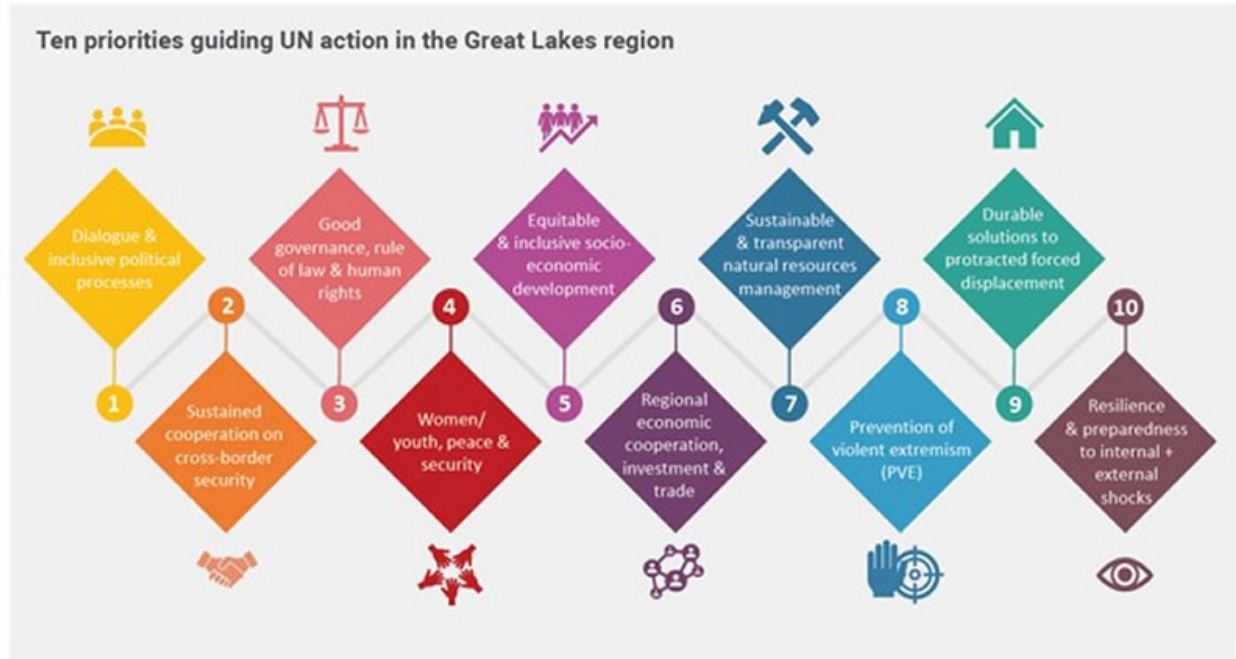 Ten priorities guiding UN action in the Great Lakes region
Dialogue &
inclusive political
processes
1
2
Sustained
cooperation on
cross-border
security
Good
governance, rule
of law & human
rights
3
4
Women/
youth, peace &
security
Equitable
& inclusive socio-
economic
development
5
6
Regional
economic
cooperation,
investment &
trade
Sustainable
& transparent
natural resources
management
7
8
Prevention of
violent extremism
(PVE)
Durable
solutions to
protracted forced
displacement
9
10
Resilience
& preparedness
to internal +
external
shocks